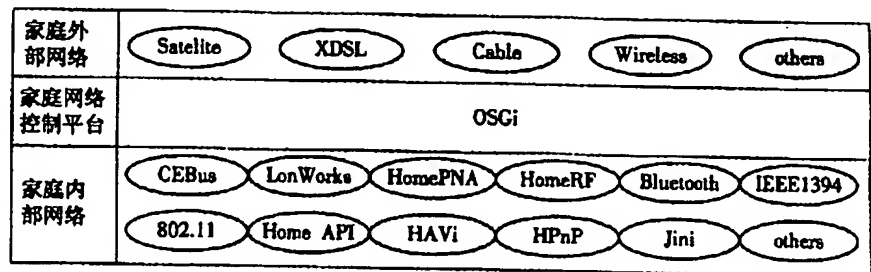 家庭外
部网络
Satelite XDSL Cable Wireless others
家庭网络
控制平台
OSGi
家庭内
部网络
CEBus LonWorks HomePNA HomeRF Bluetooth IEEE1394
802.11 Home API HAVi HPnP Jini others